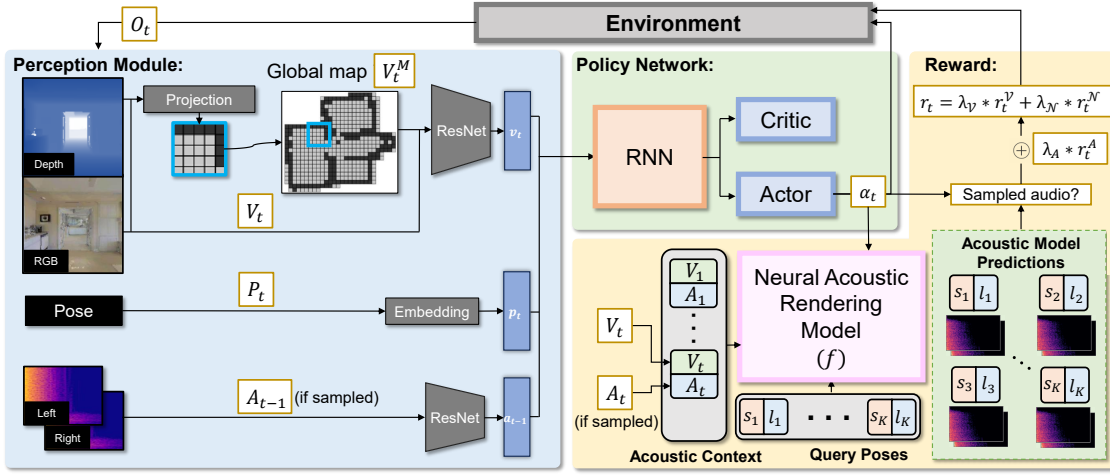 Environment
O_t
Perception Module:
Depth
RGB
Projection
Global map V_t^M
V_t
ResNet
v_t
Pose
P_t
Embedding
p_t
Left
Right
A_{t-1} (if sampled)
ResNet
a_{t-1}
Policy Network:
RNN
Critic
Actor
α_t
Reward:
r_t = λ_𝒱 * r_t^𝒱 + λ_𝒩 * r_t^𝒩
⊕ λ_A * r_t^A
Sampled audio?
Acoustic Model
Predictions
s_1 l_1
s_2 l_2
s_3 l_3
s_K l_K
V_1
A_1
V_t
A_t
V_t
A_t
(if sampled)
Acoustic Context
Neural Acoustic
Rendering
Model
(f)
s_1 l_1 · · · s_K l_K
Query Poses